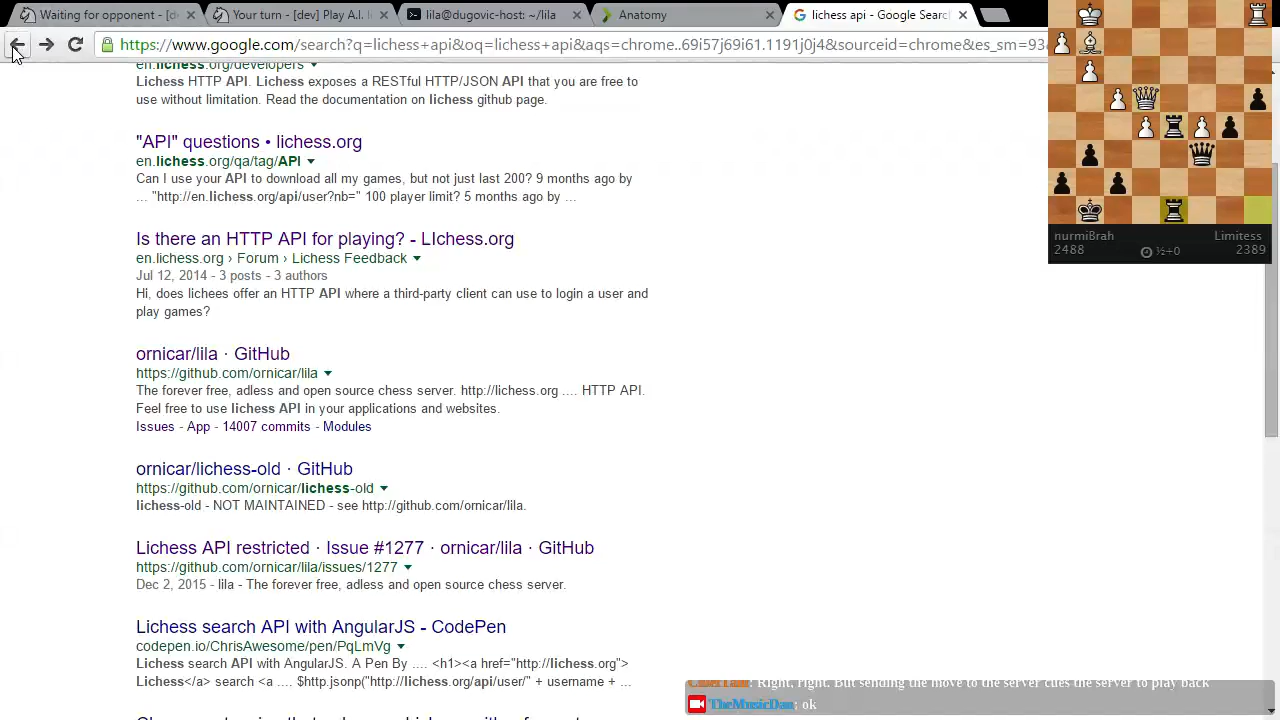 Waiting for opponent - [de
Your turn - [dev] Play A.I. l
lila@dugovic-host: ~/lila
Anatomy
lichess api - Google Searc
https://www.google.com/search?q=lichess+api&oq=lichess+api&aqs=chrome..69i57j69i61.1191j0j4&sourceid=chrome&es_sm=93
en.lichess.org/developers
Lichess HTTP API. Lichess exposes a RESTful HTTP/JSON API that you are free to
use without limitation. Read the documentation on lichess github page.
"API" questions • lichess.org
en.lichess.org/qa/tag/API
Can I use your API to download all my games, but not just last 200? 9 months ago by
... "http://en.lichess.org/api/user?nb=" 100 player limit? 5 months ago by ...
Is there an HTTP API for playing? - LIchess.org
en.lichess.org › Forum › Lichess Feedback
Jul 12, 2014 - 3 posts - 3 authors
Hi, does lichees offer an HTTP API where a third-party client can use to login a user and
play games?
ornicar/lila · GitHub
https://github.com/ornicar/lila
The forever free, adless and open source chess server. http://lichess.org .... HTTP API.
Feel free to use lichess API in your applications and websites.
Issues - App - 14007 commits - Modules
ornicar/lichess-old · GitHub
https://github.com/ornicar/lichess-old
lichess-old - NOT MAINTAINED - see http://github.com/ornicar/lila.
Lichess API restricted · Issue #1277 · ornicar/lila · GitHub
https://github.com/ornicar/lila/issues/1277
Dec 2, 2015 - lila - The forever free, adless and open source chess server.
Lichess search API with AngularJS - CodePen
codepen.io/ChrisAwesome/pen/PqLmVg
Lichess search API with AngularJS. A Pen By .... <h1><a href="http://lichess.org">
Lichess</a> search <a .... $http.jsonp("http://lichess.org/api/user/" + username + ...
nurmiBrah
Limitess
2488
½+0
2389
: Right, right. But sending the move to the server cues the server to play back
TheMusicDan: ok